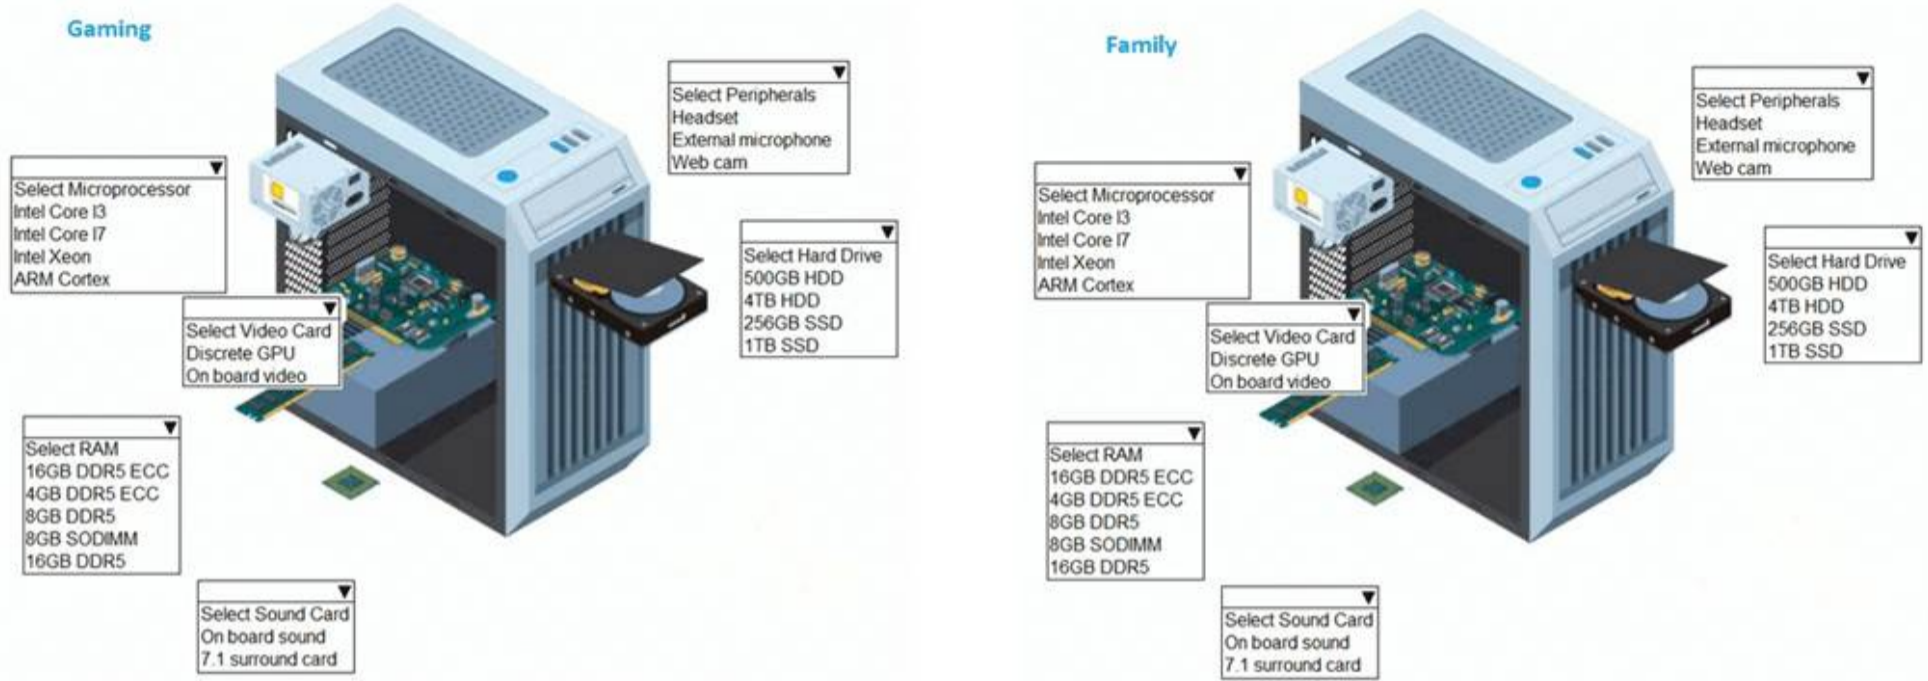 Gaming
Select Peripherals
Headset
External microphone
Web cam
Select Microprocessor
Intel Core I3
Intel Core I7
Intel Xeon
ARM Cortex
Select Hard Drive
500GB HDD
4TB HDD
256GB SSD
1TB SSD
Select Video Card
Discrete GPU
On board video
Select RAM
16GB DDR5 ECC
4GB DDR5 ECC
8GB DDR5
8GB SODIMM
16GB DDR5
Select Sound Card
On board sound
7.1 surround card
Family
Select Peripherals
Headset
External microphone
Web cam
Select Microprocessor
Intel Core I3
Intel Core I7
Intel Xeon
ARM Cortex
Select Hard Drive
500GB HDD
4TB HDD
256GB SSD
1TB SSD
Select Video Card
Discrete GPU
On board video
Select RAM
16GB DDR5 ECC
4GB DDR5 ECC
8GB DDR5
8GB SODIMM
16GB DDR5
Select Sound Card
On board sound
7.1 surround card